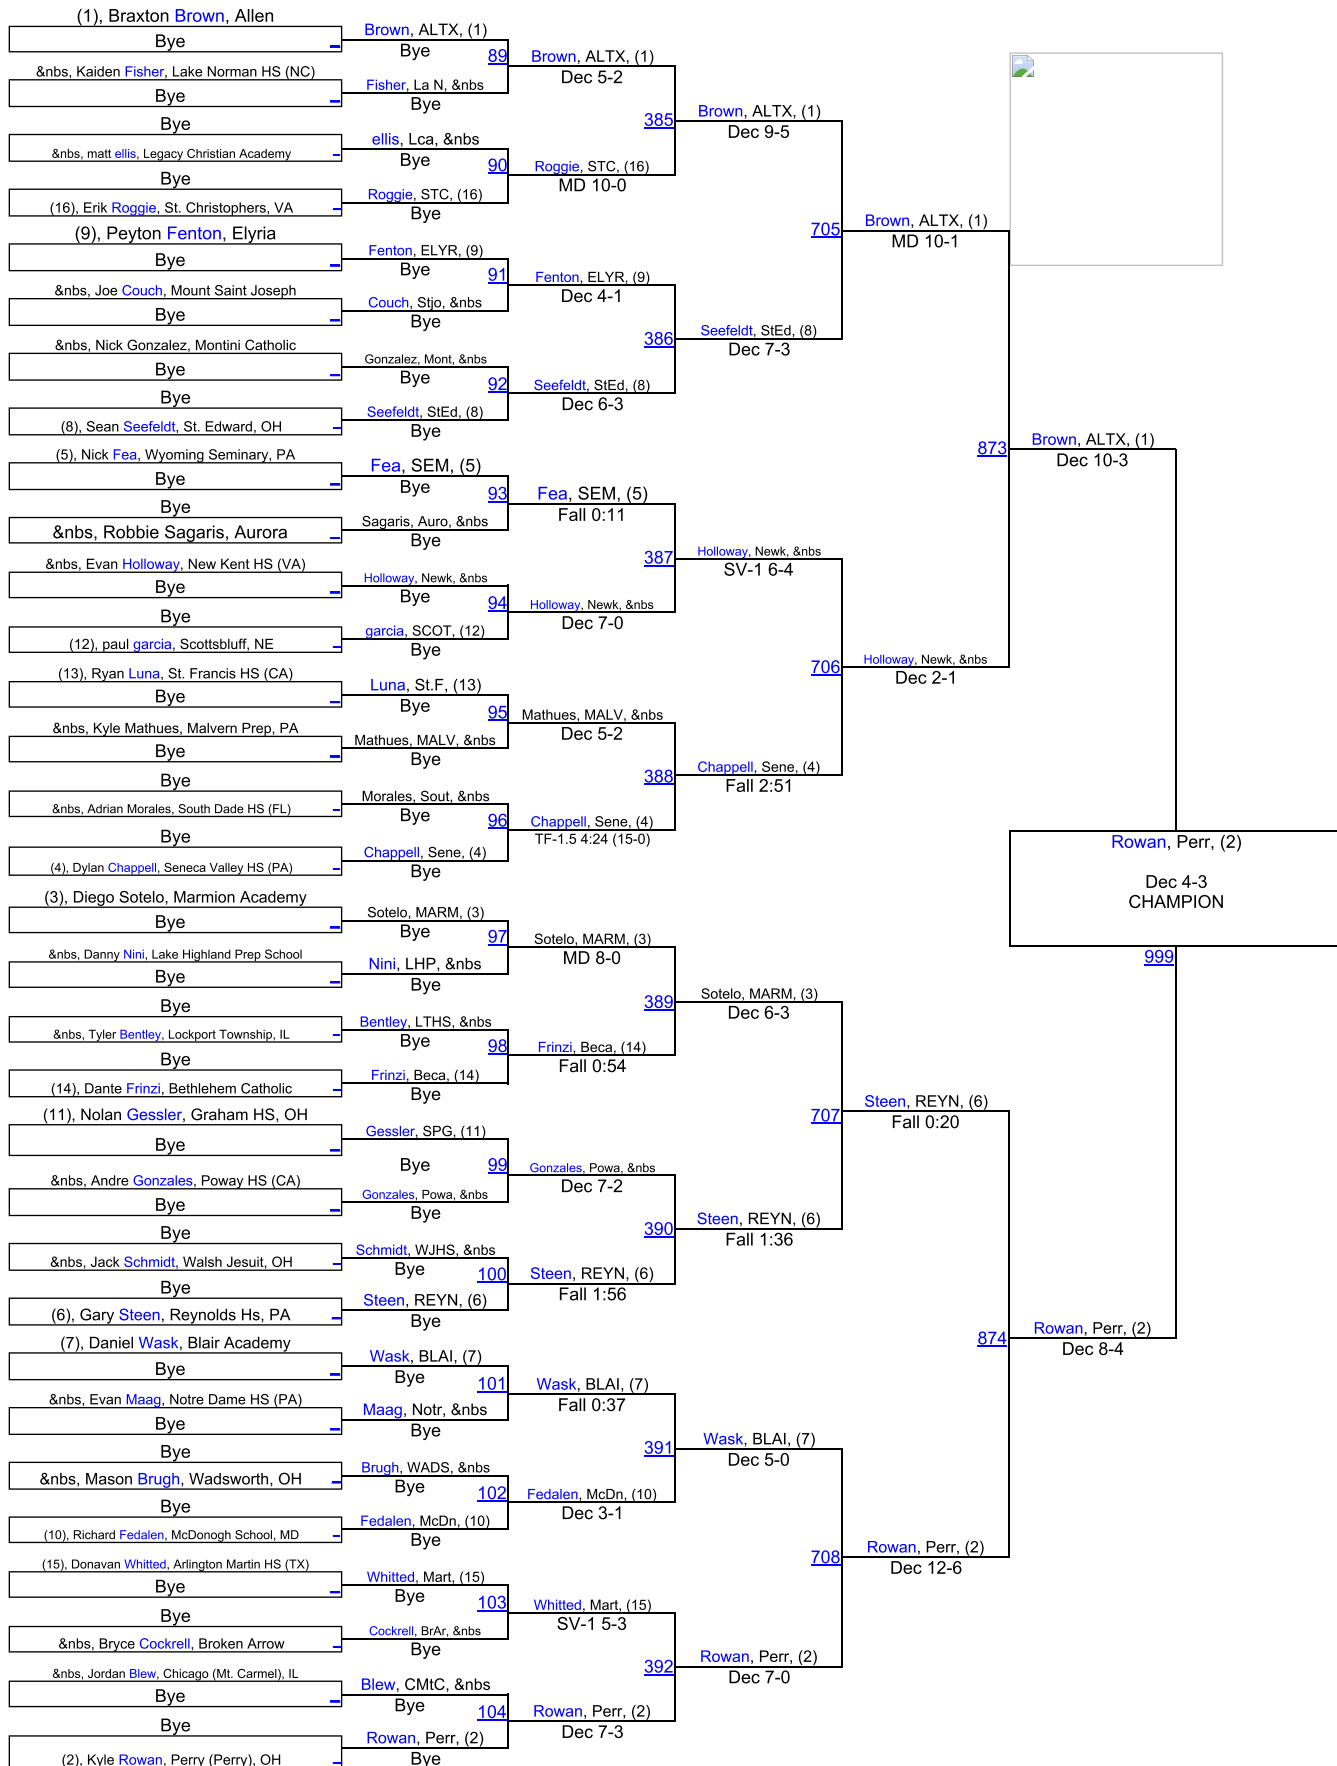 (1), Braxton Brown, Allen
Bye
&nbs, Kaiden Fisher, Lake Norman HS (NC)
Bye
Bye
&nbs, matt ellis, Legacy Christian Academy
Bye
(16), Erik Roggie, St. Christophers, VA
(9), Peyton Fenton, Elyria
Bye
&nbs, Joe Couch, Mount Saint Joseph
Bye
&nbs, Nick Gonzalez, Montini Catholic
Bye
Bye
(8), Sean Seefeldt, St. Edward, OH
(5), Nick Fea, Wyoming Seminary, PA
Bye
Bye
&nbs, Robbie Sagaris, Aurora
&nbs, Evan Holloway, New Kent HS (VA)
Bye
Bye
(12), paul garcia, Scottsbluff, NE
(13), Ryan Luna, St. Francis HS (CA)
Bye
&nbs, Kyle Mathues, Malvern Prep, PA
Bye
Bye
&nbs, Adrian Morales, South Dade HS (FL)
Bye
(4), Dylan Chappell, Seneca Valley HS (PA)
(3), Diego Sotelo, Marmion Academy
Bye
&nbs, Danny Nini, Lake Highland Prep School
Bye
Bye
&nbs, Tyler Bentley, Lockport Township, IL
Bye
(14), Dante Frinzi, Bethlehem Catholic
(11), Nolan Gessler, Graham HS, OH
Bye
&nbs, Andre Gonzales, Poway HS (CA)
Bye
Bye
&nbs, Jack Schmidt, Walsh Jesuit, OH
Bye
(6), Gary Steen, Reynolds Hs, PA
(7), Daniel Wask, Blair Academy
Bye
&nbs, Evan Maag, Notre Dame HS (PA)
Bye
Bye
&nbs, Mason Brugh, Wadsworth, OH
Bye
(10), Richard Fedalen, McDonogh School, MD
(15), Donavan Whitted, Arlington Martin HS (TX)
Bye
Bye
&nbs, Bryce Cockrell, Broken Arrow
&nbs, Jordan Blew, Chicago (Mt. Carmel), IL
Bye
Bye
(2), Kyle Rowan, Perry (Perry), OH
Brown, ALTX, (1)
Bye
89
Fisher, La N, &nbs
Bye
ellis, Lca, &nbs
Bye
90
Roggie, STC, (16)
Bye
Fenton, ELYR, (9)
Bye
91
Couch, Stjo, &nbs
Bye
Gonzalez, Mont, &nbs
Bye
92
Seefeldt, StEd, (8)
Bye
Fea, SEM, (5)
Bye
93
Sagaris, Auro, &nbs
Bye
Holloway, Newk, &nbs
Bye
94
garcia, SCOT, (12)
Bye
Luna, St.F, (13)
Bye
95
Mathues, MALV, &nbs
Bye
Morales, Sout, &nbs
Bye
96
Chappell, Sene, (4)
Bye
Sotelo, MARM, (3)
Bye
97
Nini, LHP, &nbs
Bye
Bentley, LTHS, &nbs
Bye
98
Frinzi, Beca, (14)
Bye
Gessler, SPG, (11)
Bye
99
Gonzales, Powa, &nbs
Bye
Schmidt, WJHS, &nbs
Bye
100
Steen, REYN, (6)
Bye
Wask, BLAI, (7)
Bye
101
Maag, Notr, &nbs
Bye
Brugh, WADS, &nbs
Bye
102
Fedalen, McDn, (10)
Bye
Whitted, Mart, (15)
Bye
103
Cockrell, BrAr, &nbs
Bye
Blew, CMtC, &nbs
Bye
104
Rowan, Perr, (2)
Bye
Brown, ALTX, (1)
Dec 5-2
385
Roggie, STC, (16)
MD 10-0
Fenton, ELYR, (9)
Dec 4-1
386
Seefeldt, StEd, (8)
Dec 6-3
Fea, SEM, (5)
Fall 0:11
387
Holloway, Newk, &nbs
Dec 7-0
Mathues, MALV, &nbs
Dec 5-2
388
Chappell, Sene, (4)
TF-1.5 4:24 (15-0)
Sotelo, MARM, (3)
MD 8-0
389
Frinzi, Beca, (14)
Fall 0:54
Gonzales, Powa, &nbs
Dec 7-2
390
Steen, REYN, (6)
Fall 1:56
Wask, BLAI, (7)
Fall 0:37
391
Fedalen, McDn, (10)
Dec 3-1
Whitted, Mart, (15)
SV-1 5-3
392
Rowan, Perr, (2)
Dec 7-3
Brown, ALTX, (1)
Dec 9-5
705
Seefeldt, StEd, (8)
Dec 7-3
Holloway, Newk, &nbs
SV-1 6-4
706
Chappell, Sene, (4)
Fall 2:51
Sotelo, MARM, (3)
Dec 6-3
707
Steen, REYN, (6)
Fall 1:36
Wask, BLAI, (7)
Dec 5-0
708
Rowan, Perr, (2)
Dec 7-0
Brown, ALTX, (1)
MD 10-1
873
Holloway, Newk, &nbs
Dec 2-1
Steen, REYN, (6)
Fall 0:20
874
Rowan, Perr, (2)
Dec 12-6
Brown, ALTX, (1)
Dec 10-3
Rowan, Perr, (2)
Dec 4-3
CHAMPION
999
Rowan, Perr, (2)
Dec 8-4